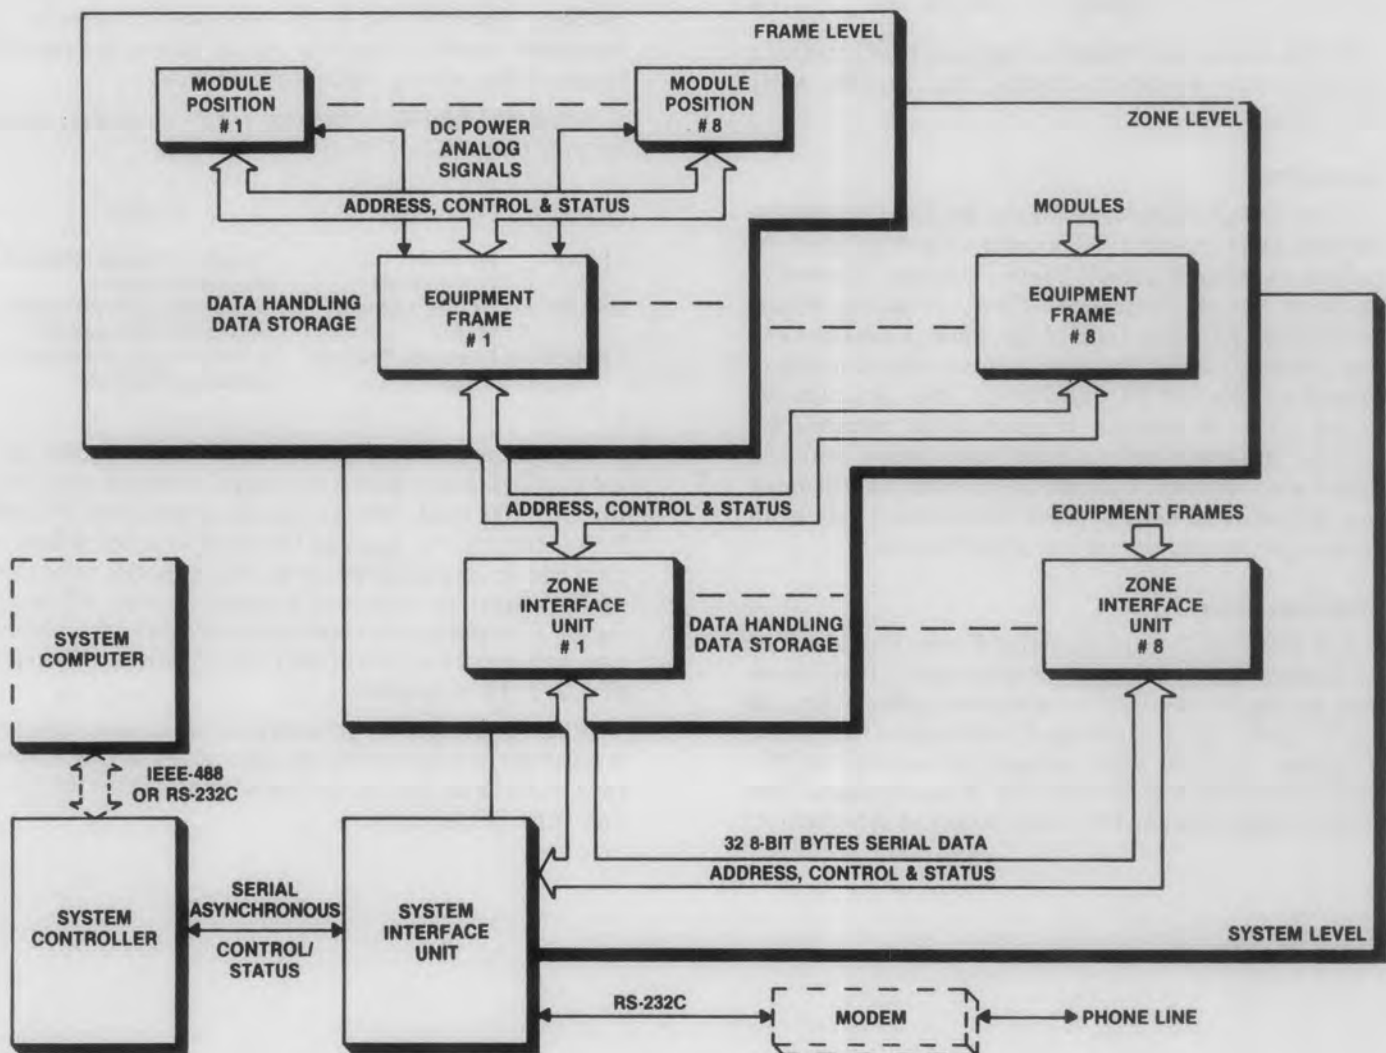 FRAME LEVEL
MODULE
POSITION
# 1
MODULE
POSITION
# 8
DC POWER
ANALOG
SIGNALS
ZONE LEVEL
ADDRESS, CONTROL & STATUS
MODULES
DATA HANDLING
DATA STORAGE
EQUIPMENT
FRAME
# 1
EQUIPMENT
FRAME
# 8
ADDRESS, CONTROL & STATUS
EQUIPMENT FRAMES
ZONE
INTERFACE
UNIT
# 1
DATA HANDLING
DATA STORAGE
ZONE
INTERFACE
UNIT
# 8
SYSTEM
COMPUTER
IEEE-488
OR RS-232C
32 8-BIT BYTES SERIAL DATA
ADDRESS, CONTROL & STATUS
SYSTEM
CONTROLLER
SERIAL
ASYNCHRONOUS
CONTROL/
STATUS
SYSTEM
INTERFACE
UNIT
SYSTEM LEVEL
RS-232C
MODEM
PHONE LINE